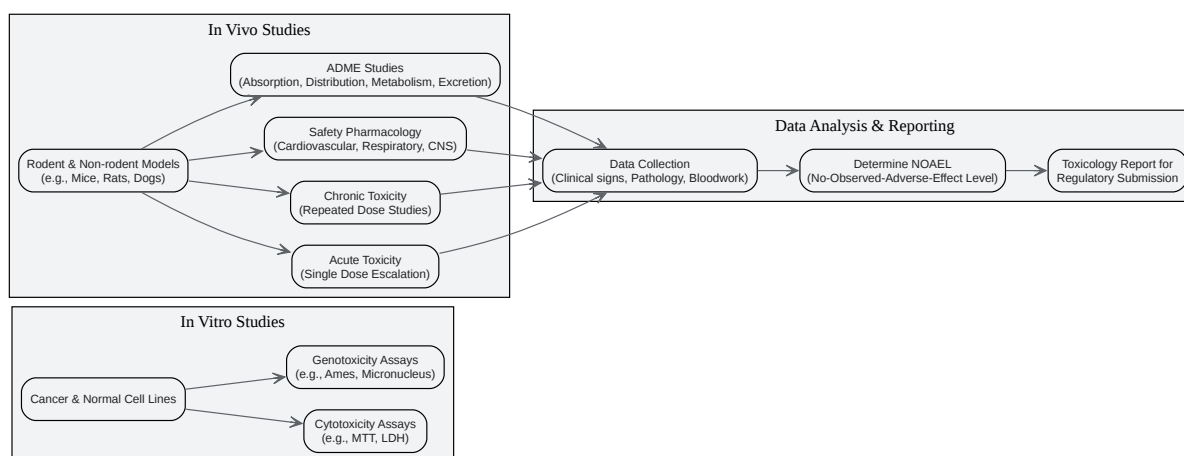 In Vivo Studies
ADME Studies
(Absorption, Distribution, Metabolism, Excretion)
Safety Pharmacology
(Cardiovascular, Respiratory, CNS)
Rodent & Non-rodent Models
(e.g., Mice, Rats, Dogs)
Chronic Toxicity
(Repeated Dose Studies)
Acute Toxicity
(Single Dose Escalation)
Data Analysis & Reporting
Data Collection
(Clinical signs, Pathology, Bloodwork)
Determine NOAEL
(No-Observed-Adverse-Effect Level)
Toxicology Report for
Regulatory Submission
In Vitro Studies
Cancer & Normal Cell Lines
Genotoxicity Assays
(e.g., Ames, Micronucleus)
Cytotoxicity Assays
(e.g., MTT, LDH)